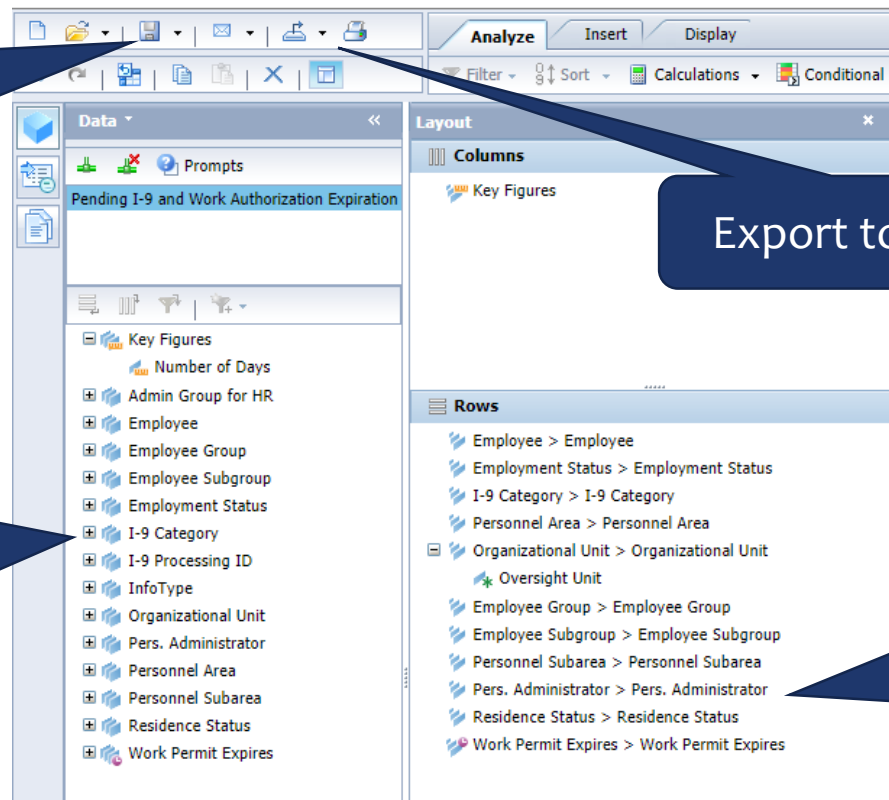 Analyze Insert Display
Filter Sort Calculations Conditional
Data
Layout
Prompts
Columns
Pending I-9 and Work Authorization Expiration
Key Figures
Export to
Key Figures
Number of Days
Admin Group for HR
Employee
Employee Group
Employee Subgroup
Employment Status
I-9 Category
I-9 Processing ID
InfoType
Organizational Unit
Pers. Administrator
Personnel Area
Personnel Subarea
Residence Status
Work Permit Expires
Rows
Employee > Employee
Employment Status > Employment Status
I-9 Category > I-9 Category
Personnel Area > Personnel Area
Organizational Unit > Organizational Unit
Oversight Unit
Employee Group > Employee Group
Employee Subgroup > Employee Subgroup
Personnel Subarea > Personnel Subarea
Pers. Administrator > Pers. Administrator
Residence Status > Residence Status
Work Permit Expires > Work Permit Expires